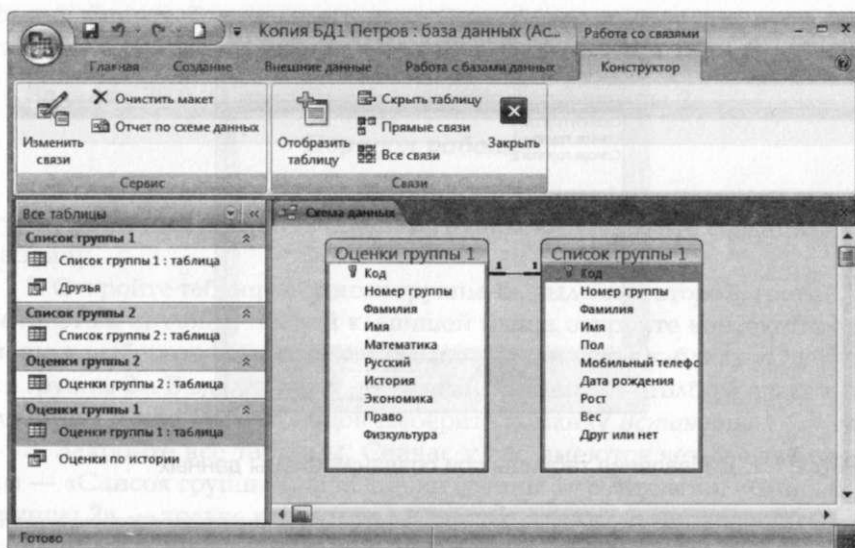 Копия БД1 Петров : база данных (Ac...
Работа со связями
Главная
Создание
Внешние данные
Работа с базами данных
Конструктор
Изменить связи
Очистить макет
Отчет по схеме данных
Сервис
Отобразить таблицу
Скрыть таблицу
Прямые связи
Все связи
Закрыть
Связи
Все таблицы
Список группы 1
Список группы 1 : таблица
Друзья
Список группы 2
Список группы 2 : таблица
Оценки группы 2
Оценки группы 2 : таблица
Оценки группы 1
Оценки группы 1 : таблица
Оценки по истор
Схема данных
Оценки группы 1
Код
Номер группы
Фамилия
Имя
Математика
Русский
История
Экономика
Право
Физкультура
1 1
Список группы 1
Код
Номер группы
Фамилия
Имя
Пол
Мобильный телефс
Дата рождения
Рост
Вес
Друг или нет
Готово